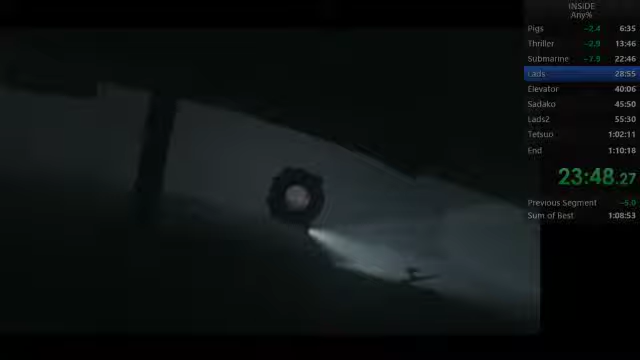 INSIDE
Any%
Pigs -2.4 6:35
Thriller -2.9 13:46
Submarine -7.9 22:46
Lads 28:55
Elevator 40:06
Sadako 45:50
Lads2 55:30
Tetsuo 1:02:11
End 1:10:18
23:48.27
Previous Segment -5.0
Sum of Best 1:08:53